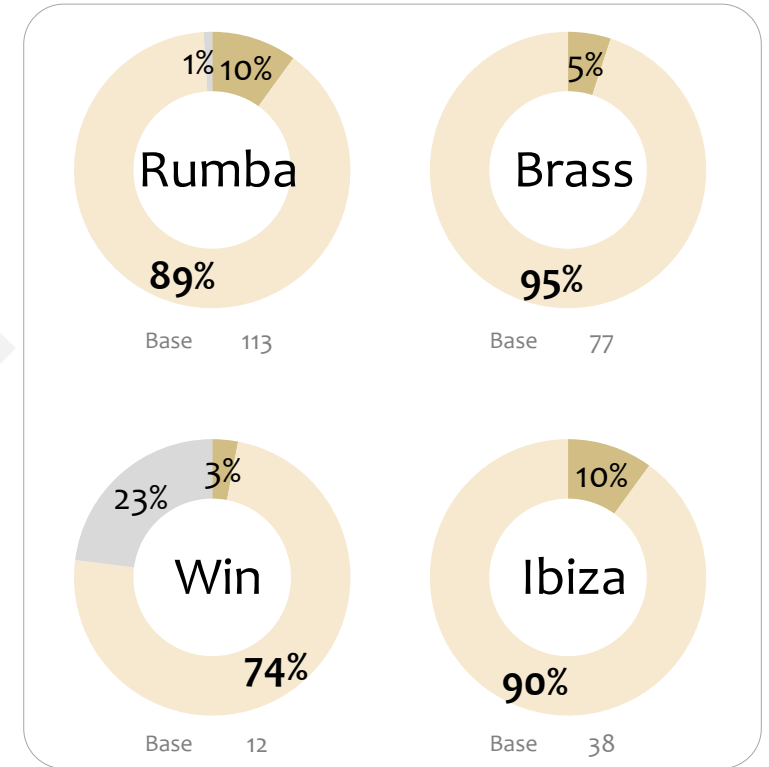 1% 10%
Rumba
89%
Base 113
5%
Brass
95%
Base 77
23% 3%
Win
74%
Base 12
10%
Ibiza
90%
Base 38